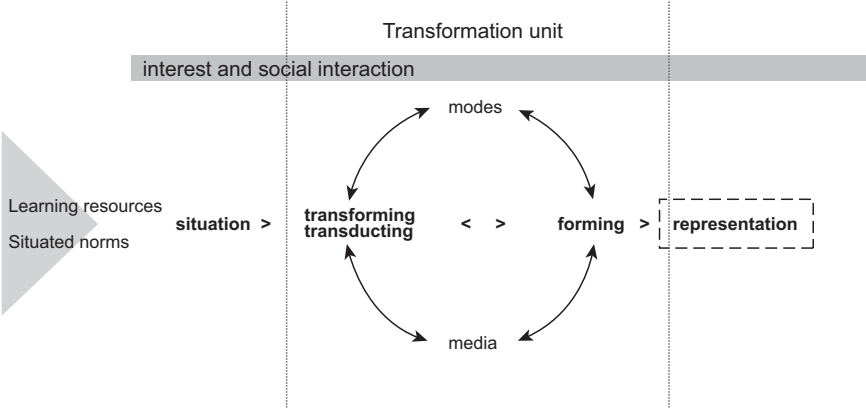 Transformation unit
interest and social interaction
modes
Learning resources
Situated norms
situation >
transforming
transducting
< >
forming >
representation
media